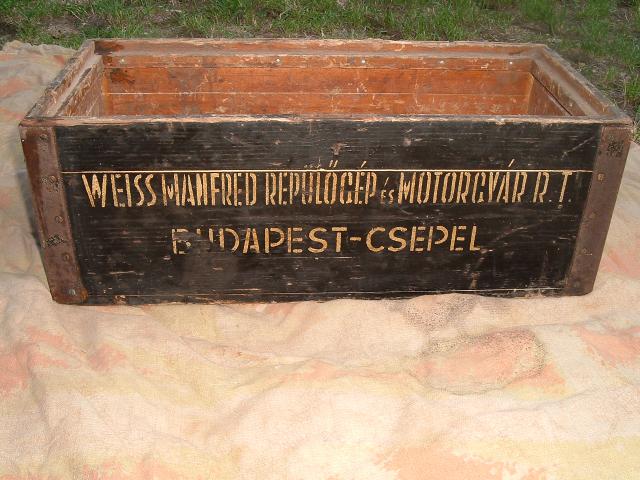 WEISS MANFRED REPÜLŐGÉP és MOTORGYÁR R.T.
BUDAPEST-CSEPEL